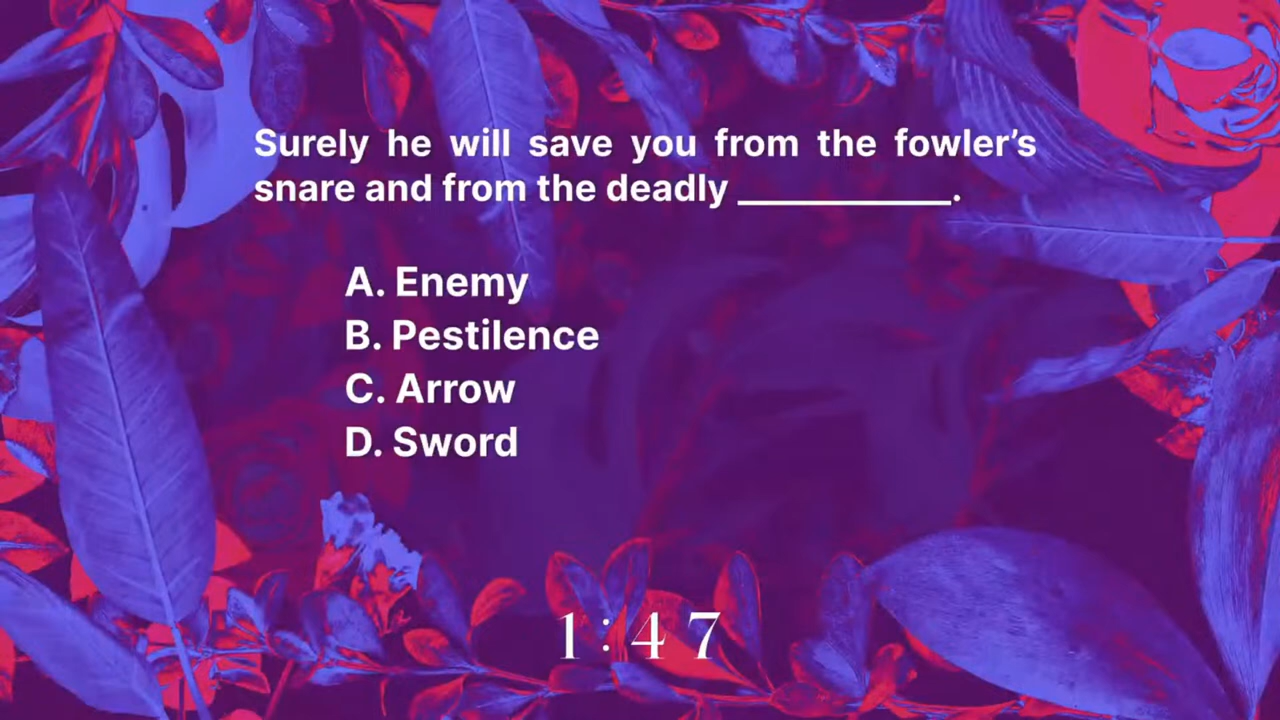 Surely he will save you from the fowler’s
snare and from the deadly ___________.
A. Enemy
B. Pestilence
C. Arrow
D. Sword
1:47